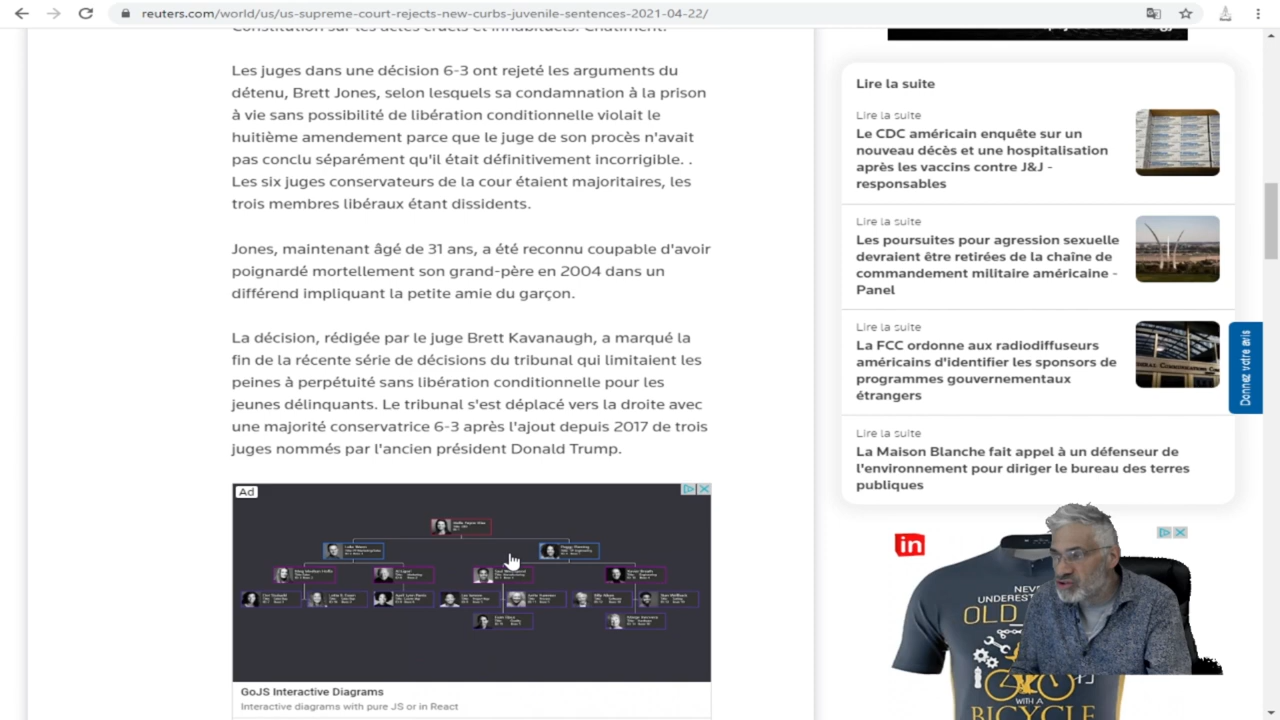 reuters.com/world/us/us-supreme-court-rejects-new-curbs-juvenile-sentences-2021-04-22/
Constitution sur les actes cruels et inhabituels. Châtiment.
Les juges dans une décision 6-3 ont rejeté les arguments du
détenu, Brett Jones, selon lesquels sa condamnation à la prison
à vie sans possibilité de libération conditionnelle violait le
huitième amendement parce que le juge de son procès n'avait
pas conclu séparément qu'il était définitivement incorrigible. .
Les six juges conservateurs de la cour étaient majoritaires, les
trois membres libéraux étant dissidents.
Jones, maintenant âgé de 31 ans, a été reconnu coupable d'avoir
poignardé mortellement son grand-père en 2004 dans un
différend impliquant la petite amie du garçon.
La décision, rédigée par le juge Brett Kavanaugh, a marqué la
fin de la récente série de décisions du tribunal qui limitaient les
peines à perpétuité sans libération conditionnelle pour les
jeunes délinquants. Le tribunal s'est déplacé vers la droite avec
une majorité conservatrice 6-3 après l'ajout depuis 2017 de trois
juges nommés par l'ancien président Donald Trump.
Ad
GoJS Interactive Diagrams
Interactive diagrams with pure JS or in React
Lire la suite
Lire la suite
Le CDC américain enquête sur un
nouveau décès et une hospitalisation
après les vaccins contre J&J -
responsables
Lire la suite
Les poursuites pour agression sexuelle
devraient être retirées de la chaîne de
commandement militaire américaine -
Panel
Lire la suite
La FCC ordonne aux radiodiffuseurs
américains d'identifier les sponsors de
programmes gouvernementaux
étrangers
Lire la suite
La Maison Blanche fait appel à un défenseur de
l'environnement pour diriger le bureau des terres
publiques
Donnez votre avis
in
NEV
UNDEREST
OLD
WITH A
BICYCLE